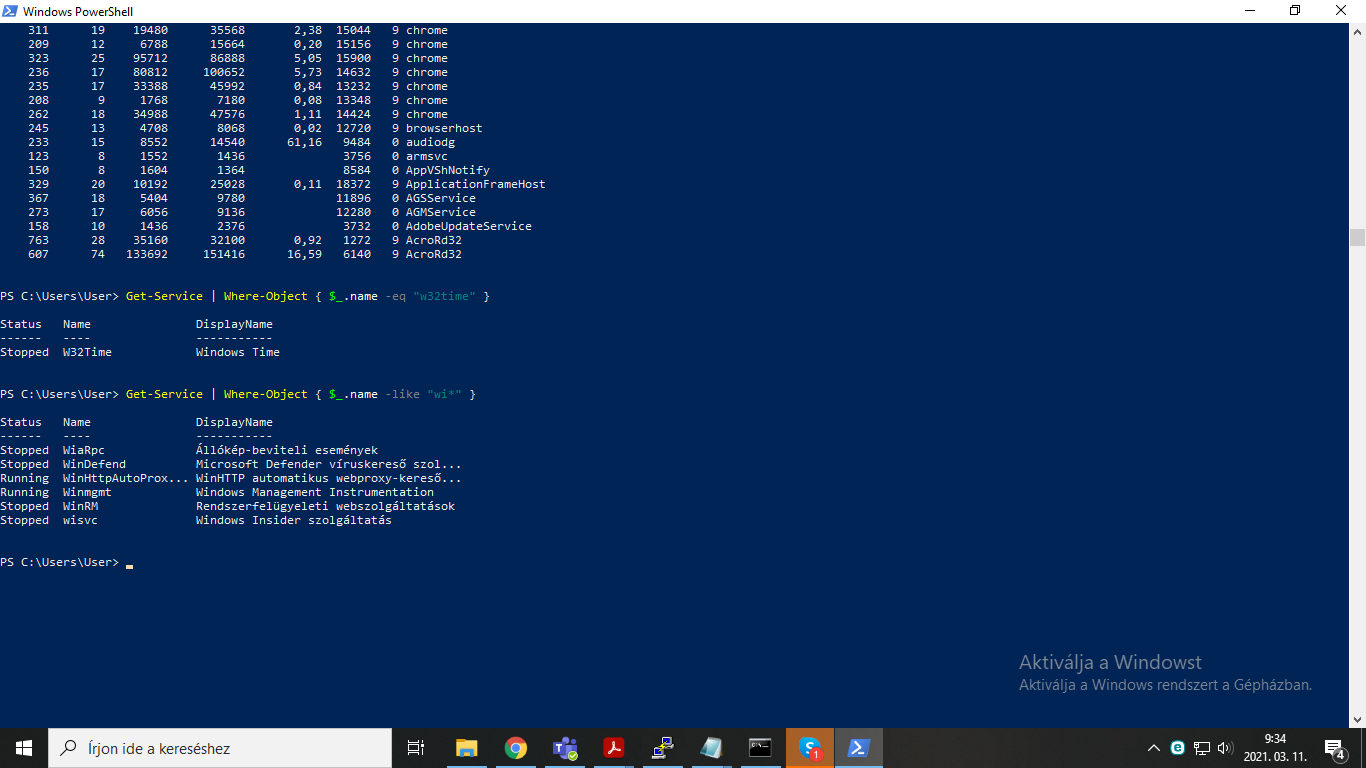 Windows PowerShell
311 19 19480 35568 2,38 15044 9 chrome
209 12 6788 15664 0,20 15156 9 chrome
323 25 95712 86888 5,05 15900 9 chrome
236 17 80812 100652 5,73 14632 9 chrome
235 17 33388 45992 0,84 13232 9 chrome
208 9 1768 7180 0,08 13348 9 chrome
262 18 34988 47576 1,11 14424 9 chrome
245 13 4708 8068 0,02 12720 9 browserhost
233 15 8552 14540 61,16 9484 0 audiodg
123 8 1552 1436 3756 0 armsvc
150 8 1604 1364 8584 0 AppVShNotify
329 20 10192 25028 0,11 18372 9 ApplicationFrameHost
367 18 5404 9780 11896 0 AGSService
273 17 6056 9136 12280 0 AGMService
158 10 1436 2376 3732 0 AdobeUpdateService
763 28 35160 32100 0,92 1272 9 AcroRd32
607 74 133692 151416 16,59 6140 9 AcroRd32
PS C:\Users\User> Get-Service | Where-Object { $_.name -eq "w32time" }
Status Name DisplayName
------ ---- -----------
Stopped W32Time Windows Time
PS C:\Users\User> Get-Service | Where-Object { $_.name -like "wi*" }
Status Name DisplayName
------ ---- -----------
Stopped WiaRpc Állókép-beviteli események
Stopped WinDefend Microsoft Defender víruskereső szol...
Running WinHttpAutoProx... WinHTTP automatikus webproxy-kereső...
Running Winmgmt Windows Management Instrumentation
Stopped WinRM Rendszerfelügyeleti webszolgáltatások
Stopped wisvc Windows Insider szolgáltatás
PS C:\Users\User>
Aktiválja a Windowst
Aktiválja a Windows rendszert a Gépházban.
Írjon ide a kereséshez
1
9:34
2021. 03. 11.
4